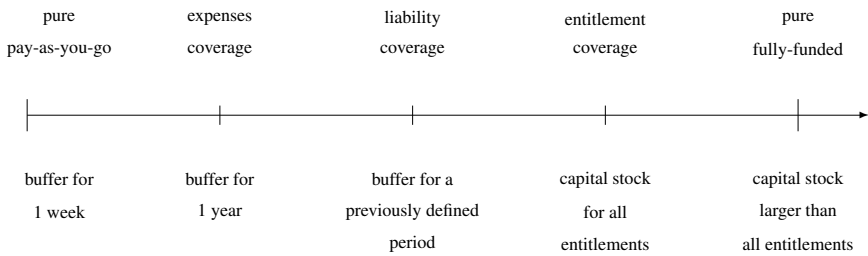 pure
pay-as-you-go
expenses
coverage
liability
coverage
entitlement
coverage
pure
fully-funded
buffer for
1 week
buffer for
1 year
buffer for a
previously defined
period
capital stock
for all
entitlements
capital stock
larger than
all entitlements